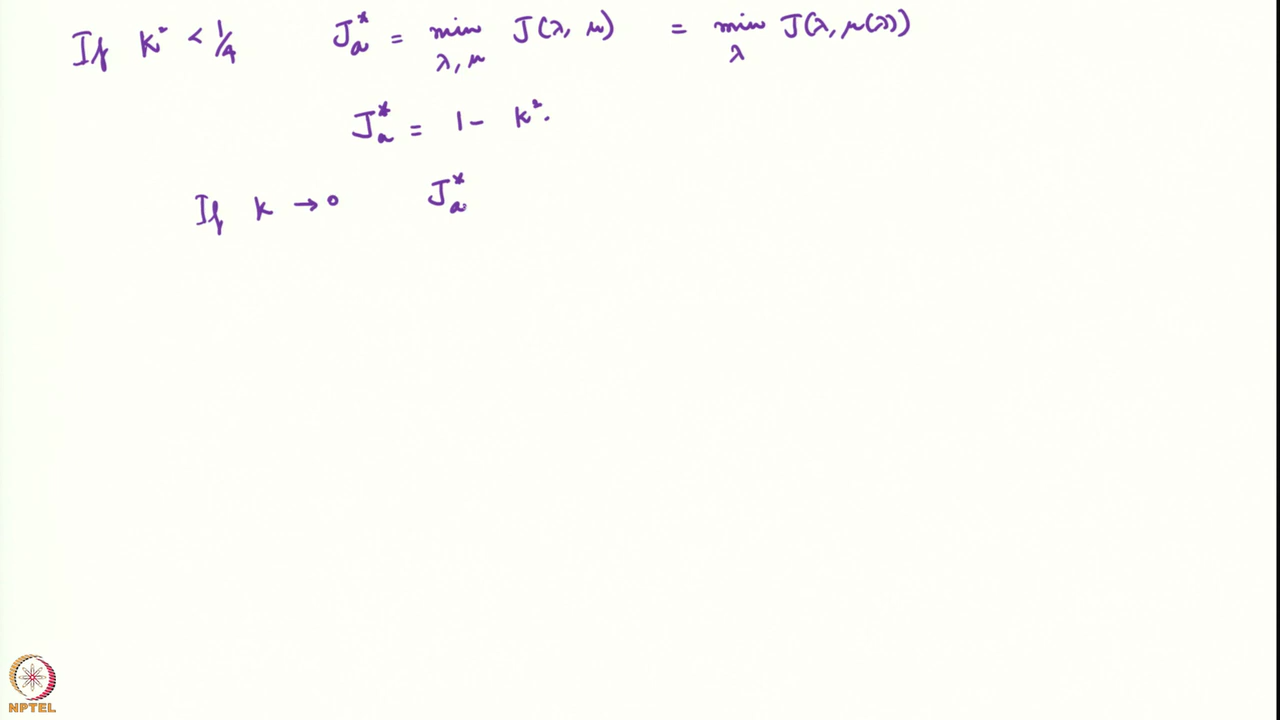 If k² < 1/4 J*ₐ = min J(λ, μ) = min J(λ, μ(λ))
λ, μ λ
J*ₐ = 1 - k².
If k → 0 J*ₐ
NPTEL